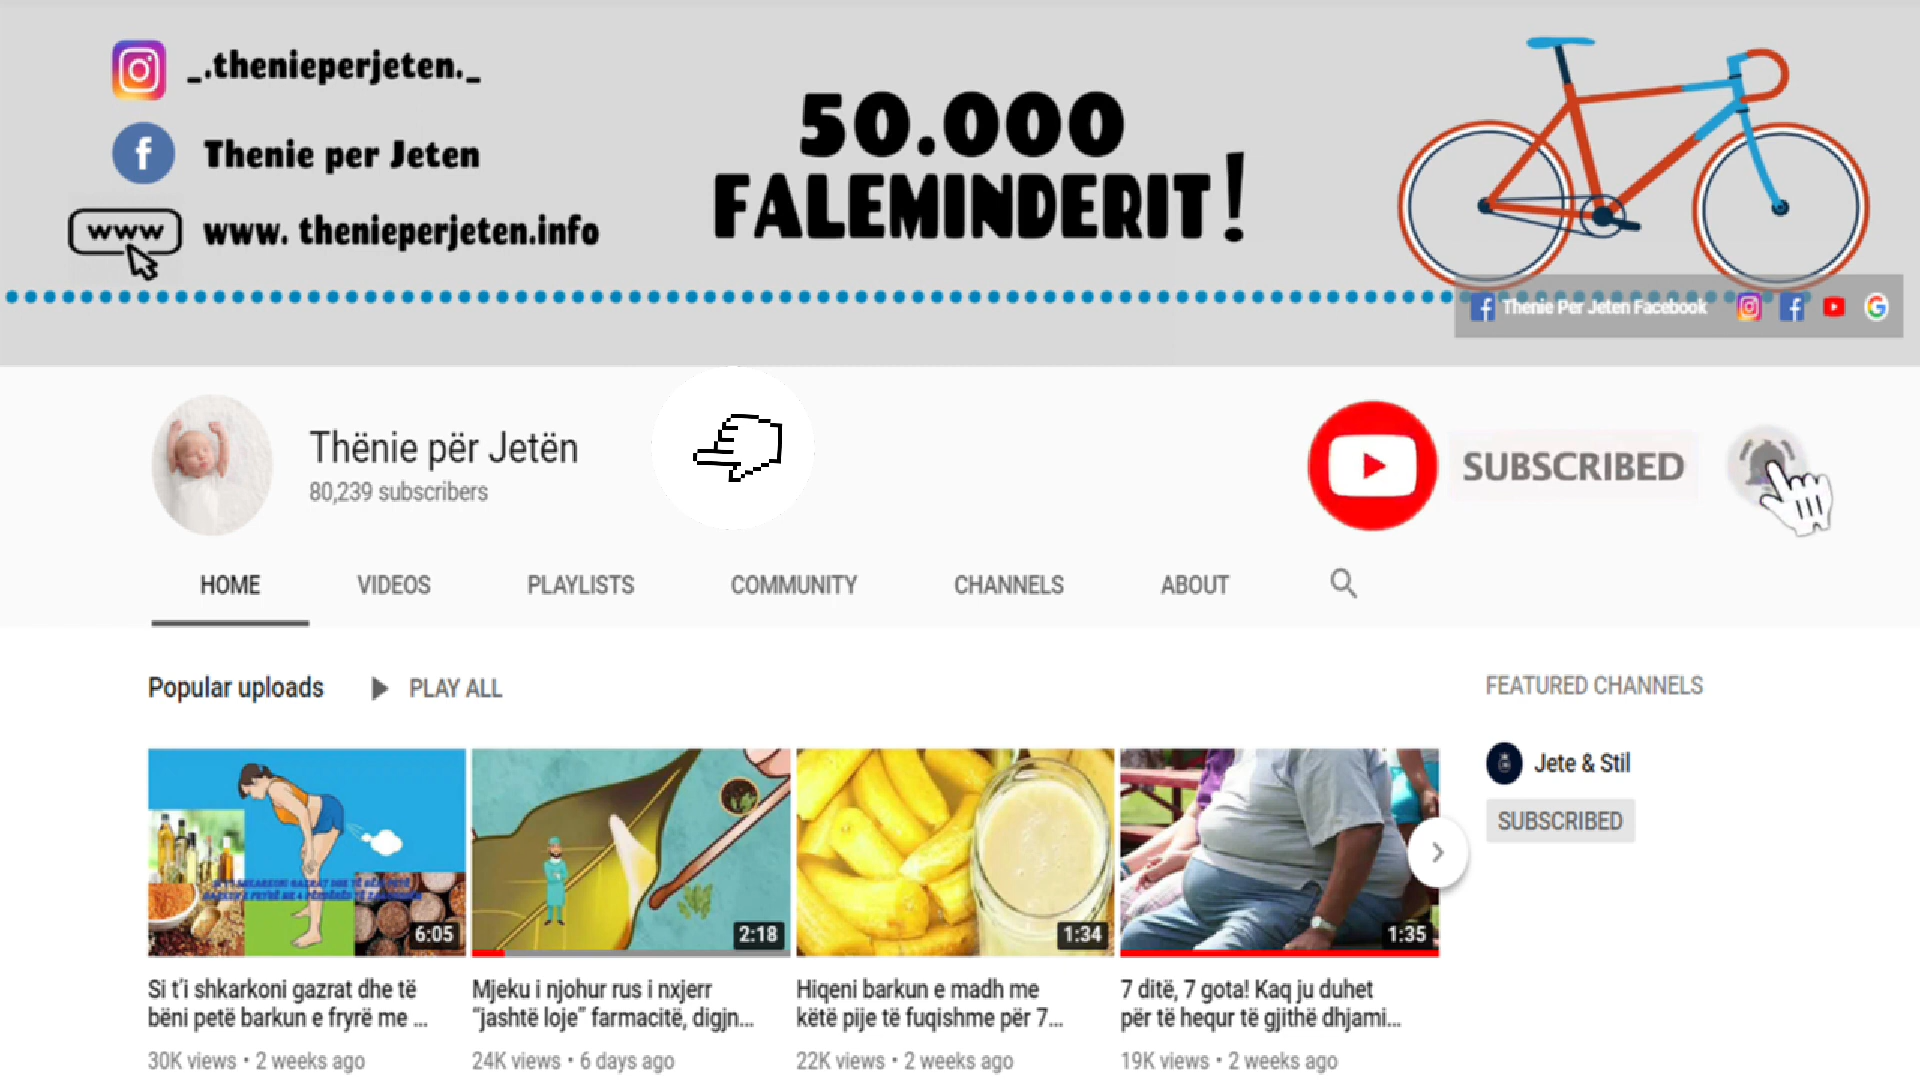 _.thenieperjeten._
50.000
f Thenie per Jeten
FALEMINDERIT!
www www. thenieperjeten.info
Thenie Per Jeten Facebook
Thënie për Jetën
80,239 subscribers
SUBSCRIBED
HOME VIDEOS PLAYLISTS COMMUNITY CHANNELS ABOUT
Popular uploads PLAY ALL
FEATURED CHANNELS
Jete & Stil
SUBSCRIBED
6:05
2:18
1:34
1:35
Si t'i shkarkoni gazrat dhe të
bëni petë barkun e fryrë me ...
30K views • 2 weeks ago
Mjeku i njohur rus i nxjerr
“jashtë loje” farmacitë, digjn...
24K views • 6 days ago
Hiqeni barkun e madh me
këtë pije të fuqishme për 7...
22K views • 2 weeks ago
7 ditë, 7 gota! Kaq ju duhet
për të hequr të gjithë dhjami...
19K views • 2 weeks ago